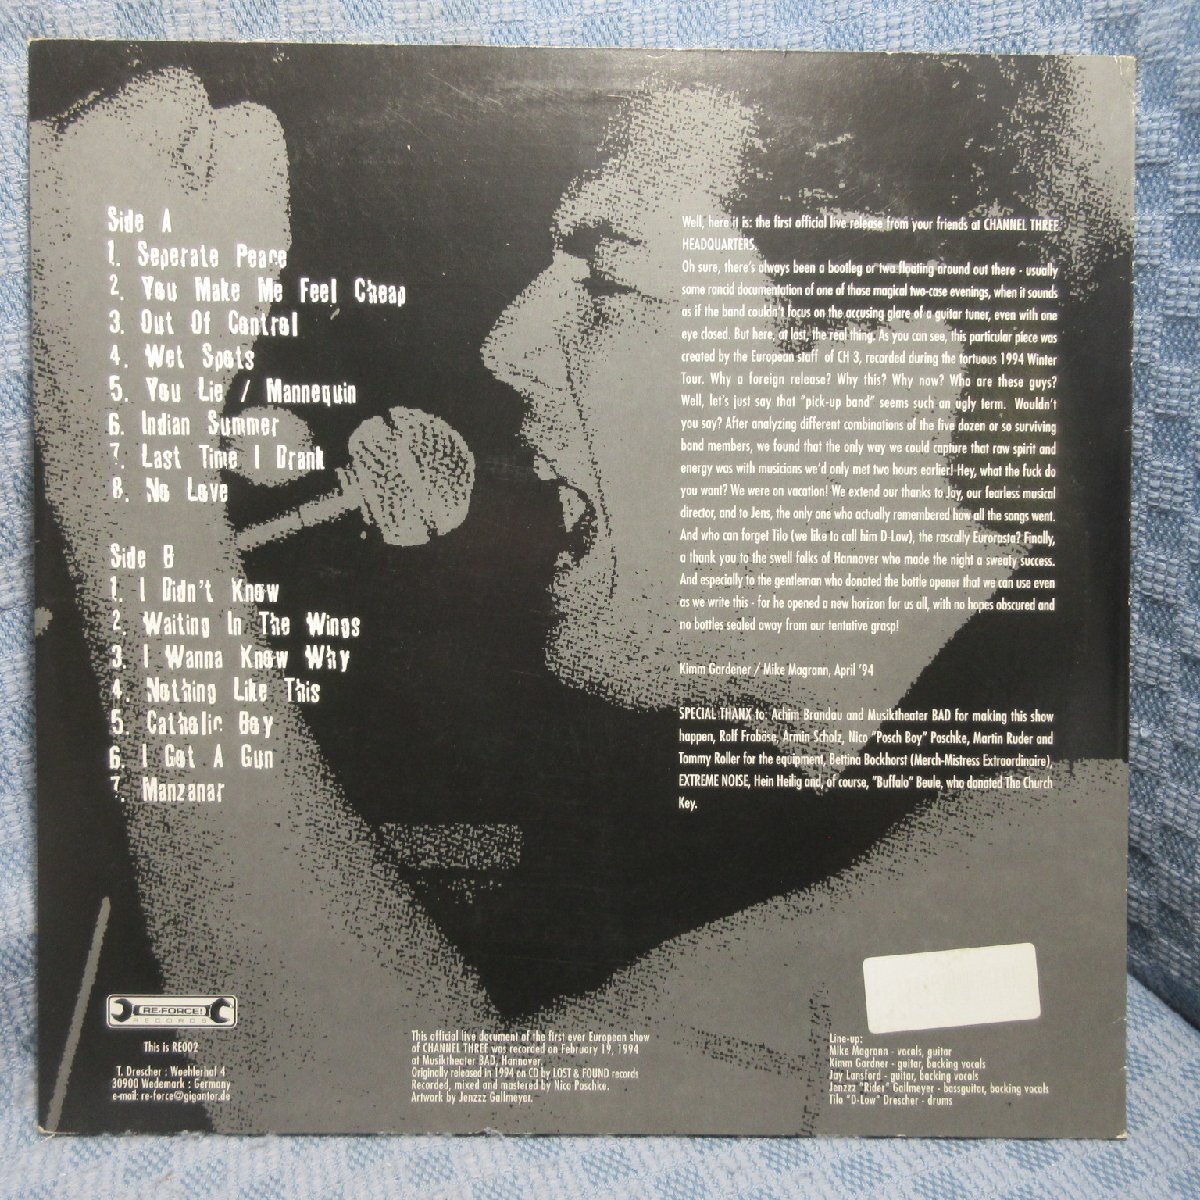 Side A
1. Seperate Peace
2. You Make Me Feel Cheap
3. Out Of Control
4. Wet Spots
5. You Lie / Mannequin
6. Indian Summer
7. Last Time I Drank
8. No Love
Side B
1. I Didn't Know
2. Waiting In The Wings
3. I Wanna Know Why
4. Nothing Like This
5. Catholic Boy
6. I Got A Gun
7. Manzanar
Well, here it is: the first official live release from your friends at CHANNEL THREE
HEADQUARTERS.
Oh sure, there's always been a bootleg or two floating around out there - usually
some rancid documentation of one of those magical two-case evenings, when it sounds
as if the band couldn't focus on the accusing glare of a guitar tuner, even with one
eye closed. But here, at last, the real thing. As you can see, this particular piece was
created by the European staff of CH 3, recorded during the tortuous 1994 Winter
Tour. Why a foreign release? Why this? Why now? Who are these guys?
Well, let's just say that "pick-up band" seems such an ugly term. Wouldn't
you say? After analyzing different combinations of the five dozen or so surviving
band members, we found that the only way we could capture that raw spirit and
energy was with musicians we'd only met two hours earlier! Hey, what the fuck do
you want? We were on vacation! We extend our thanks to Jay, our fearless musical
director, and to Jens, the only one who actually remembered how all the songs went.
And who can forget Tilo (we like to call him D-Low), the rascally Eurorasta? Finally,
a thank you to the swell folks of Hannover who made the night a sweaty success.
And especially to the gentleman who donated the bottle opener that we can use even
as we write this - for he opened a new horizon for us all, with no hopes obscured and
no bottles sealed away from our tentative grasp!
Kimm Gardener / Mike Magrann, April '94
SPECIAL THANX to: Achim Brandau and Musiktheater BAD for making this show
happen, Rolf Frobose, Armin Scholz, Nico "Posch Boy" Paschke, Martin Ruder and
Tommy Roller for the equipment, Bettina Bockhorst (Merch-Mistress Extraordinaire),
EXTREME NOISE, Hein Heilig and, of course, "Buffalo" Beule, who donated The Church
Key.
RE-FORCE!
RECORDS
This is RE002
T. Drescher : Woehlerhof 4
30900 Wedemark : Germany
e-mail: re-force@gigantor.de
This official live document of the first ever European show
of CHANNEL THREE was recorded on February 19, 1994
at Musiktheater BAD, Hannover.
Originally released in 1994 on CD by LOST & FOUND records
Recorded, mixed and mastered by Nico Poschke.
Artwork by Jenzzz Gallmeyer.
Line-up:
Mike Magrann - vocals, guitar
Kimm Gardner - guitar, backing vocals
Jay Lansford - guitar, backing vocals
Jenzzz "Rider" Gallmeyer - bassguitar, backing vocals
Tilo "D-Low" Drescher - drums